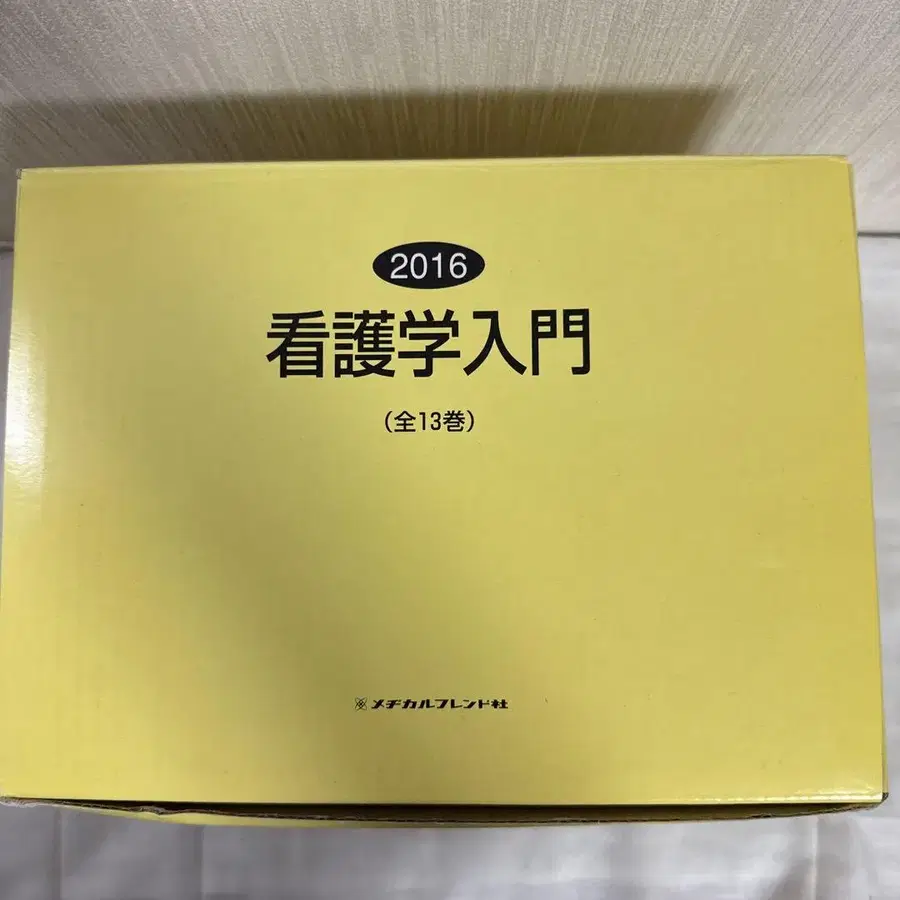 2016
看護学入門
（全13巻）
メヂカルフレンド社